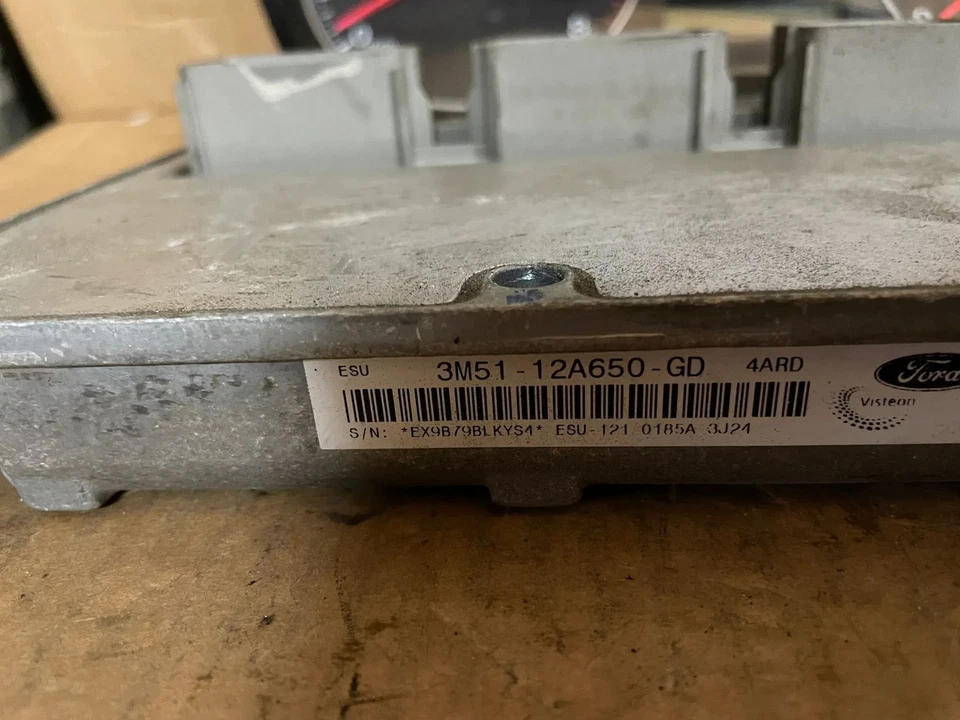 ESU 3M51-12A650-GD 4ARD
Ford
Visteon
S/N: *EX9B79BLKYS4* ESU-121 0185A 3J24